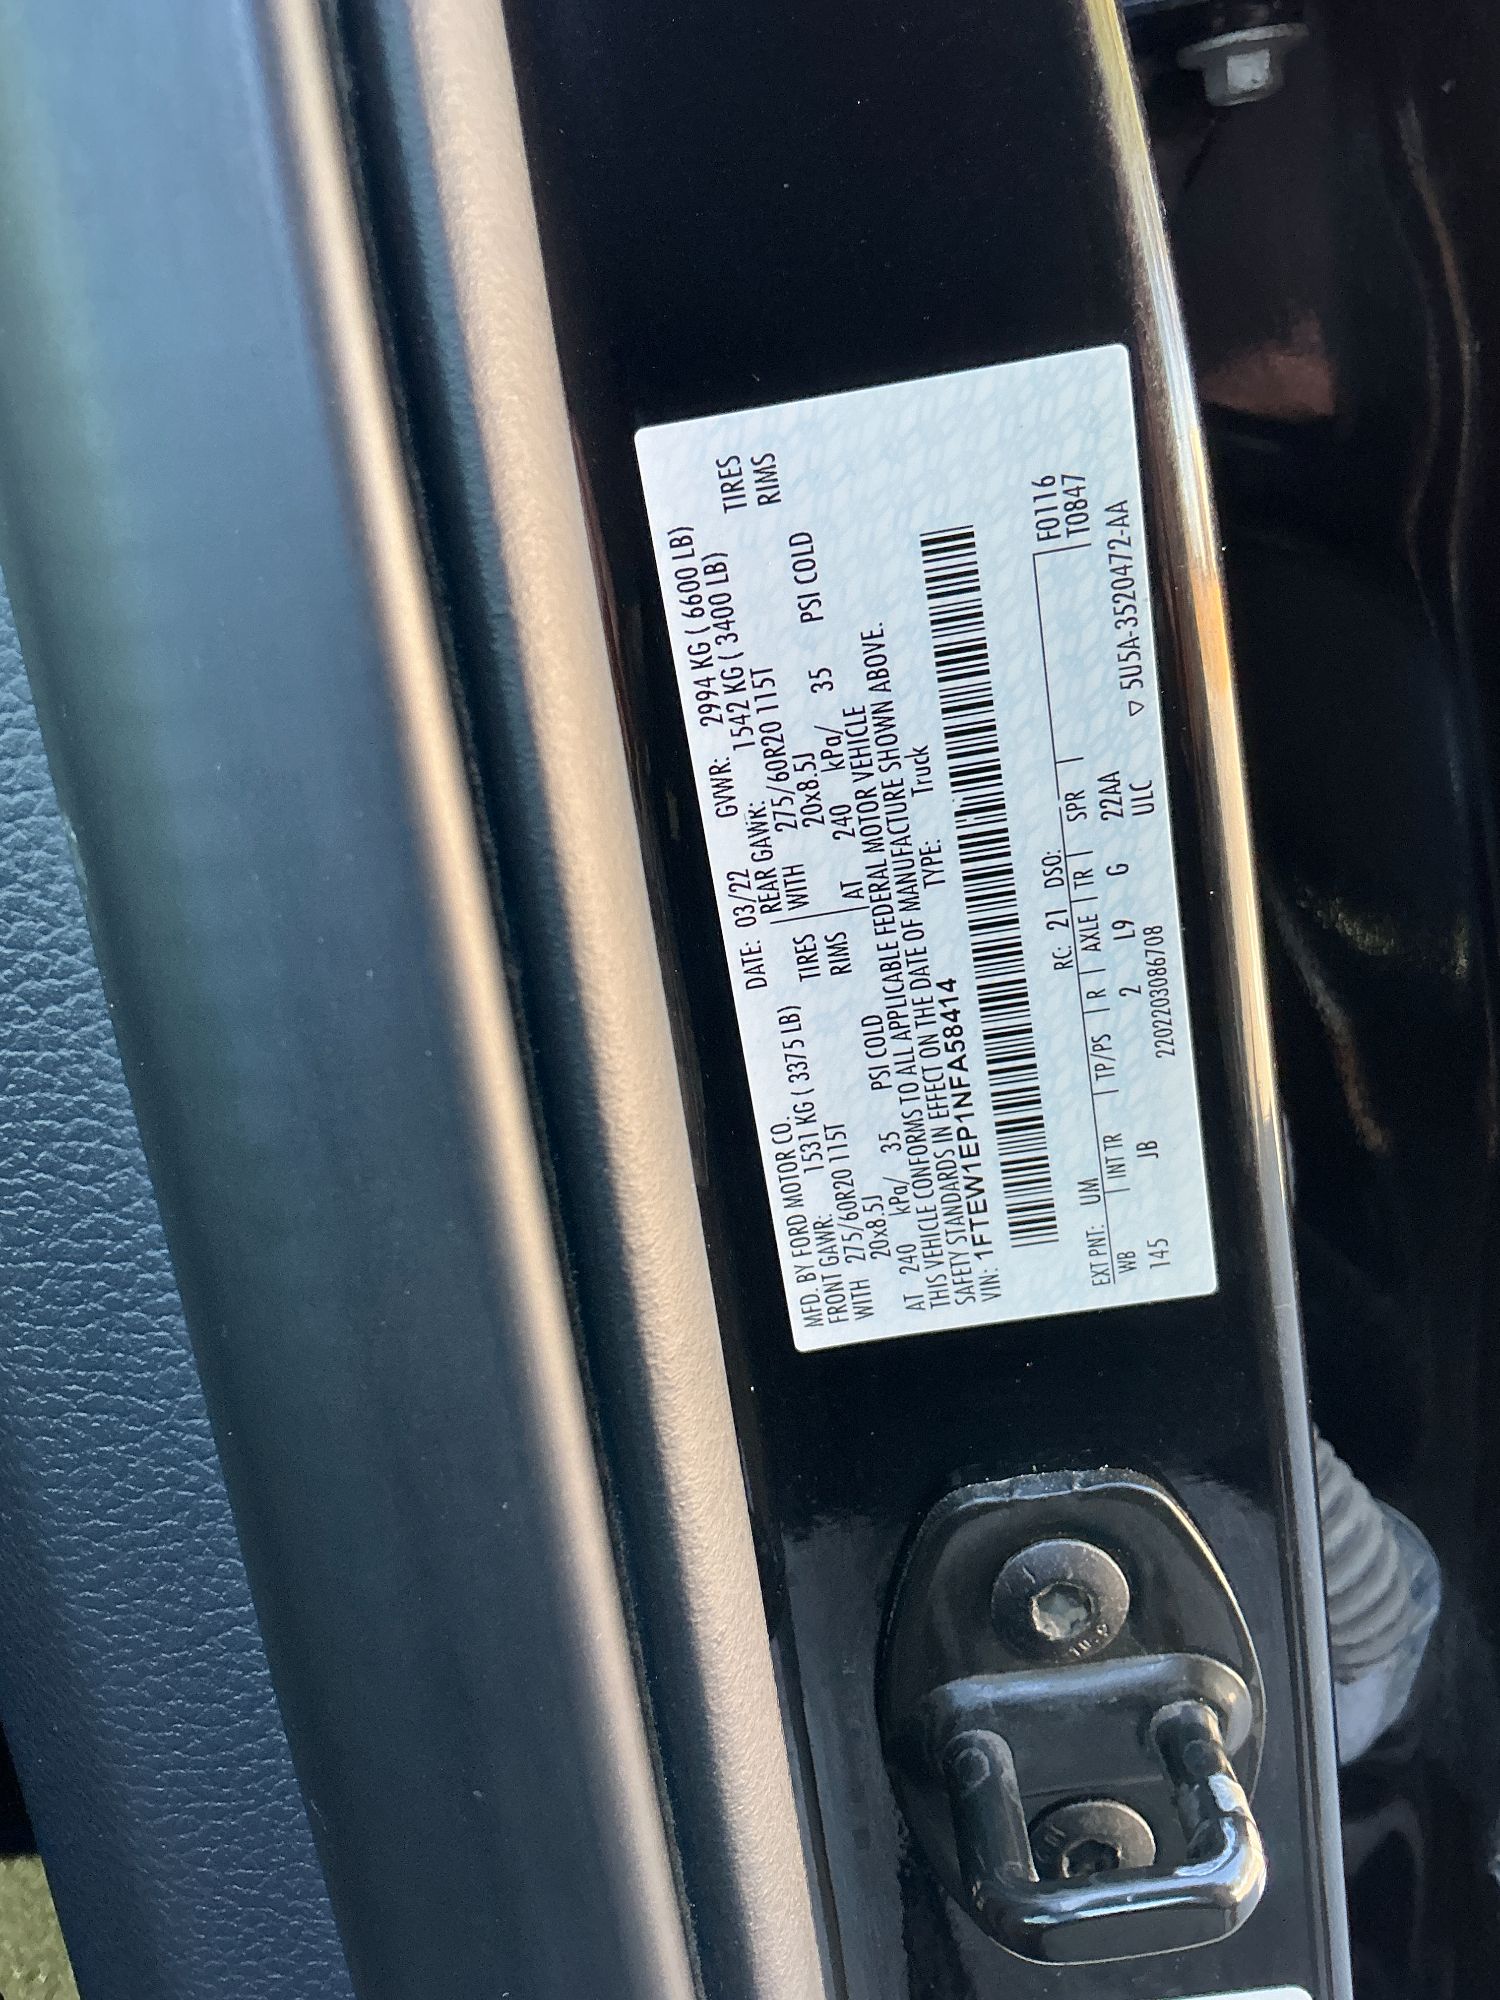 MFD. BY FORD MOTOR CO.
DATE: 03/22 GVWR: 2994 KG ( 6600 LB)
FRONT GAWR: 1531 KG ( 3375 LB) REAR GAWR: 1542 KG ( 3400 LB)
WITH 275/60R20 115T TIRES WITH 275/60R20 115T TIRES
20x8.5J RIMS 20x8.5J RIMS
AT 240 kPa/ 35 PSI COLD AT 240 kPa/ 35 PSI COLD
THIS VEHICLE CONFORMS TO ALL APPLICABLE FEDERAL MOTOR VEHICLE
SAFETY STANDARDS IN EFFECT ON THE DATE OF MANUFACTURE SHOWN ABOVE.
VIN: 1FTEW1EP1NFA58414 TYPE: Truck
F0116
T0847
EXT PNT: UM RC: 21 DSO:
WB INT TR TP/PS R AXLE TR SPR
145 JB 2 L9 G 22AA
2202203086708 ULC ▽ 5U5A-3520472-AA
10.9